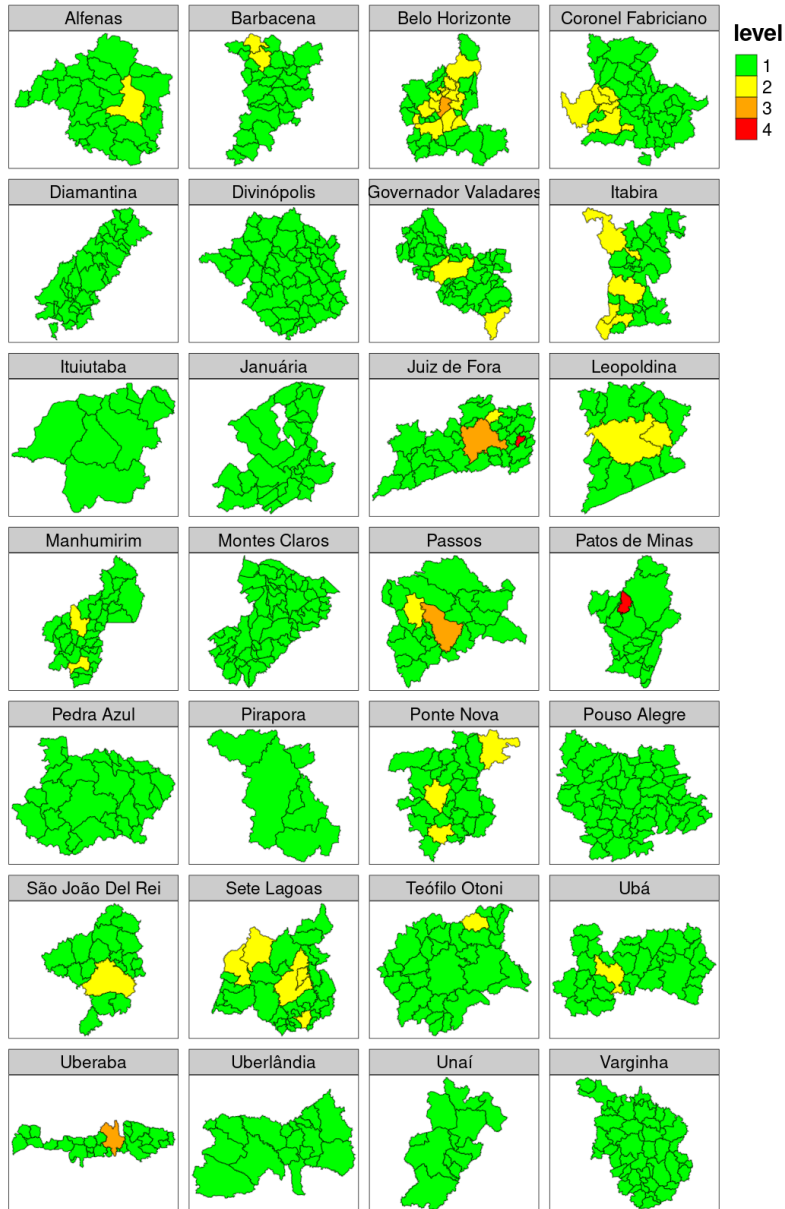 Alfenas
Barbacena
Belo Horizonte
Coronel Fabriciano
level
1
2
3
4
Diamantina
Divinópolis
Governador Valadares
Itabira
Ituiutaba
Januária
Juiz de Fora
Leopoldina
Manhumirim
Montes Claros
Passos
Patos de Minas
Pedra Azul
Pirapora
Ponte Nova
Pouso Alegre
São João Del Rei
Sete Lagoas
Teófilo Otoni
Ubá
Uberaba
Uberlândia
Unaí
Varginha